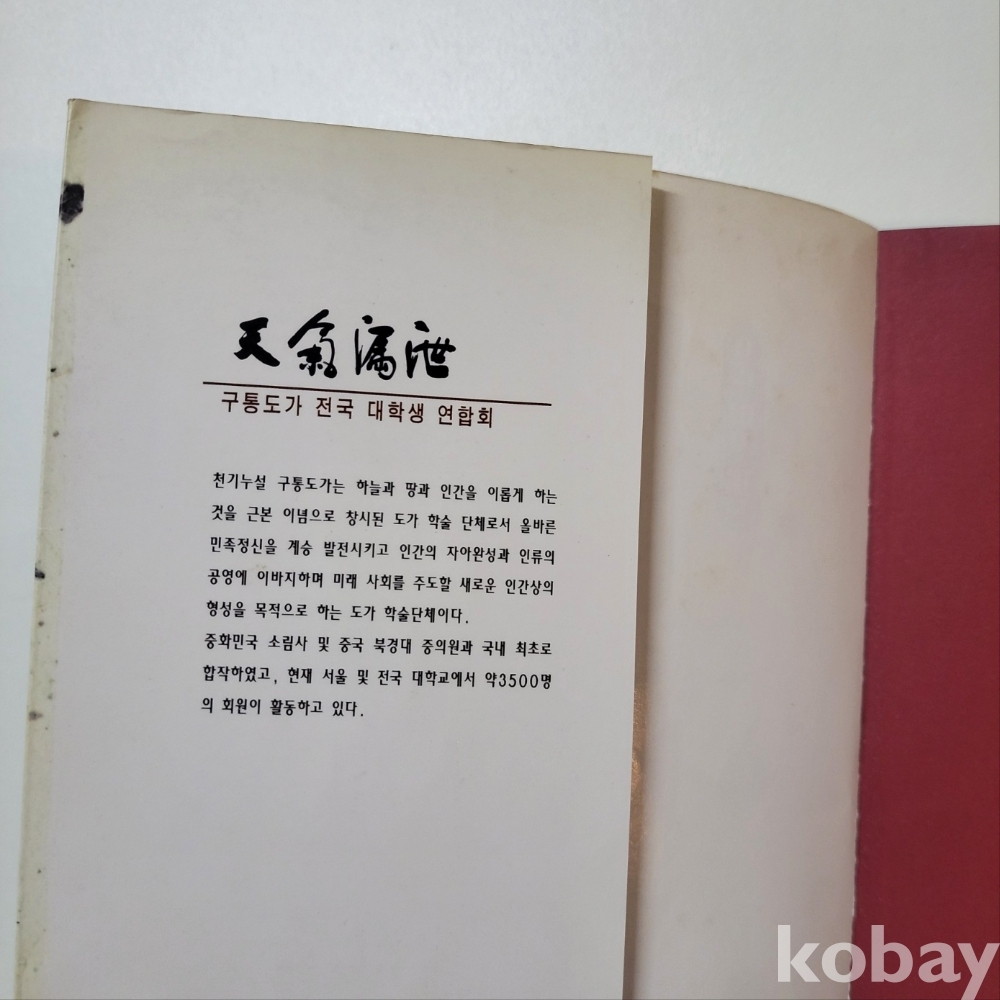 天氣漏泄
구통도가 전국 대학생 연합회
천기누설 구통도가는 하늘과 땅과 인간을 이롭게 하는
것을 근본 이념으로 창시된 도가 학술 단체로서 올바른
민족정신을 계승 발전시키고 인간의 자아완성과 인류의
공영에 이바지하며 미래 사회를 주도할 새로운 인간상의
형성을 목적으로 하는 도가 학술단체이다.
중화민국 소림사 및 중국 북경대 중의원과 국내 최초로
합작하였고, 현재 서울 및 전국 대학교에서 약3500명
의 회원이 활동하고 있다.
kobay